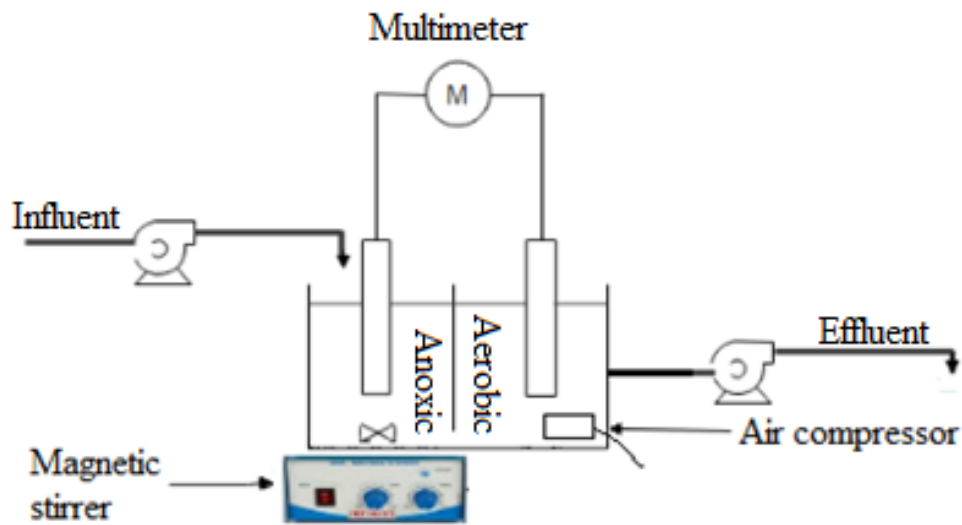 Multimeter
M
Influent
Anoxic
Aerobic
Effluent
Air compressor
Magnetic
stirrer